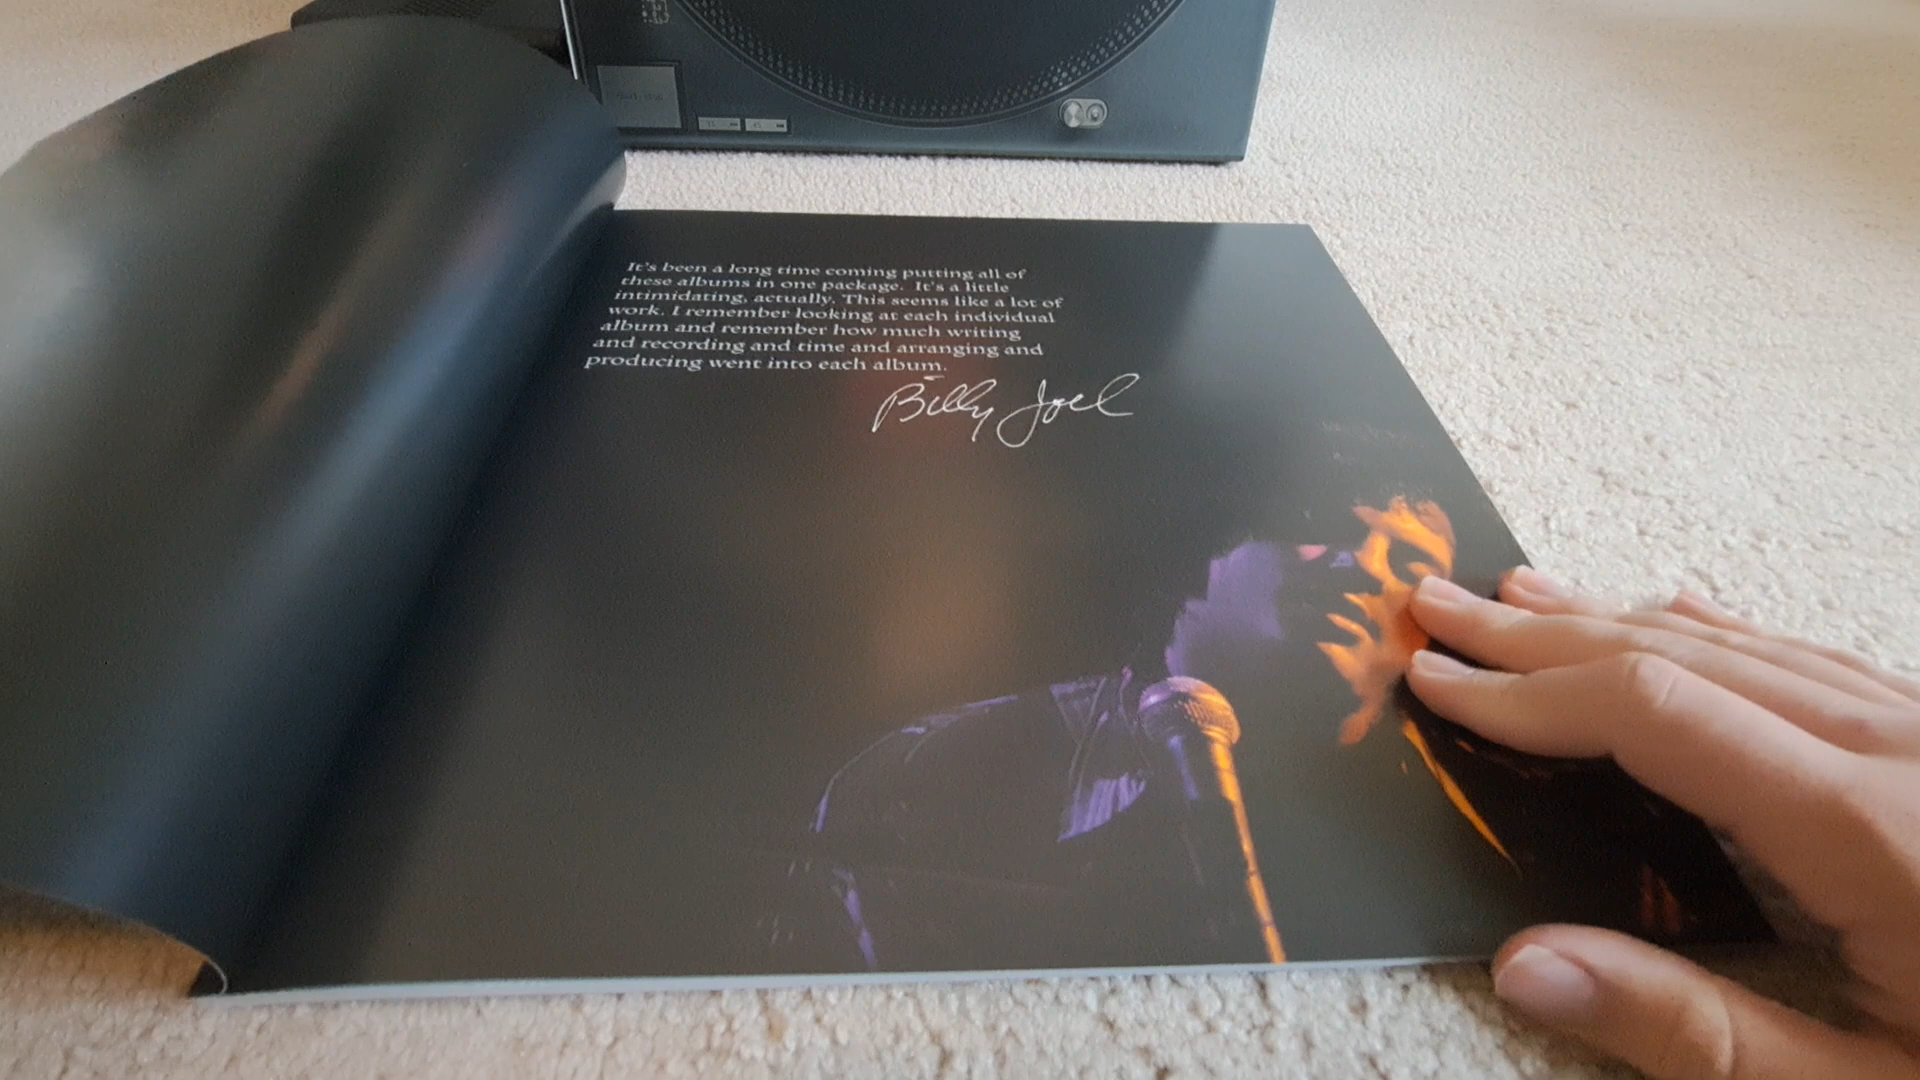 It's been a long time coming putting all of
these albums in one package. It's a little
intimidating, actually. This seems like a lot of
work. I remember looking at each individual
album and remember how much writing
and recording and time and arranging and
producing went into each album.
Billy Joel